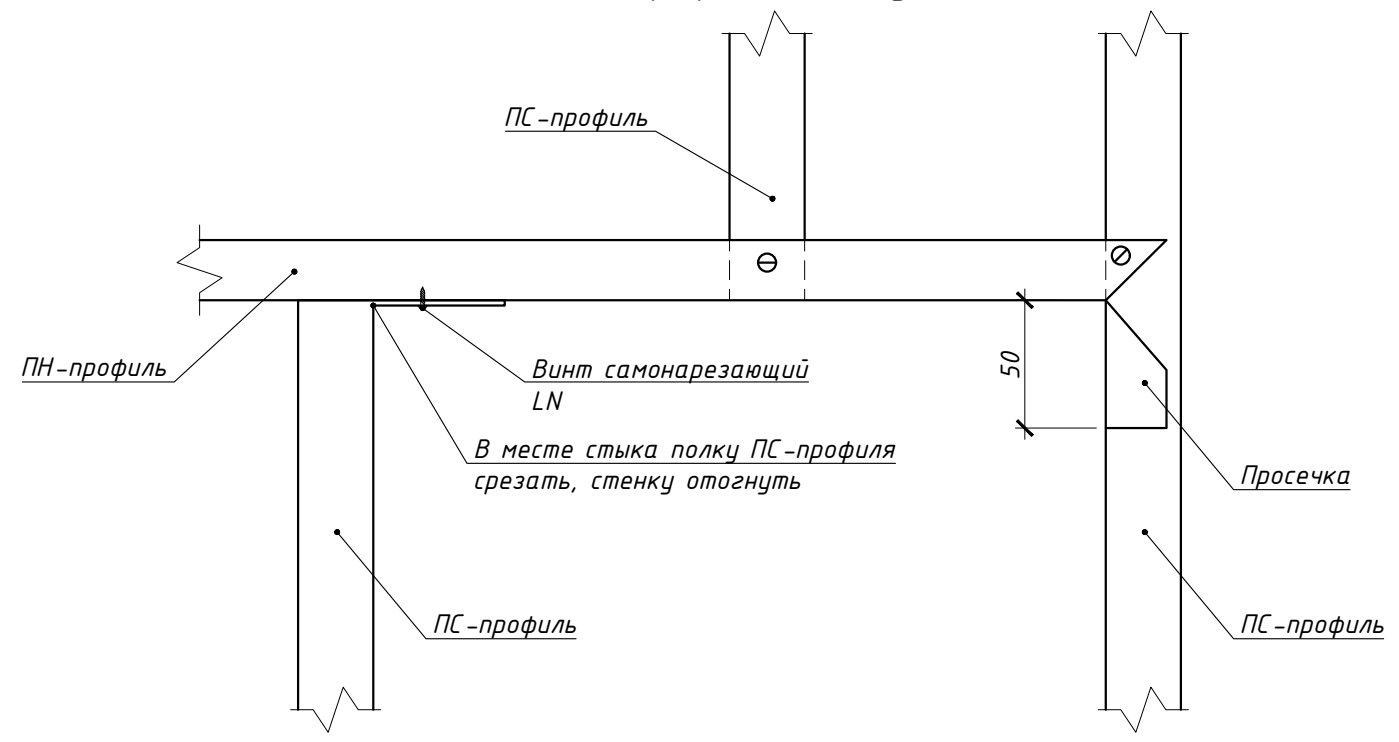 ПС-профиль
ПН-профиль
Винт самонарезающий
LN
50
В месте стыка полку ПС-профиля
срезать, стенку отогнуть
Просечка
ПС-профиль
ПС-профиль